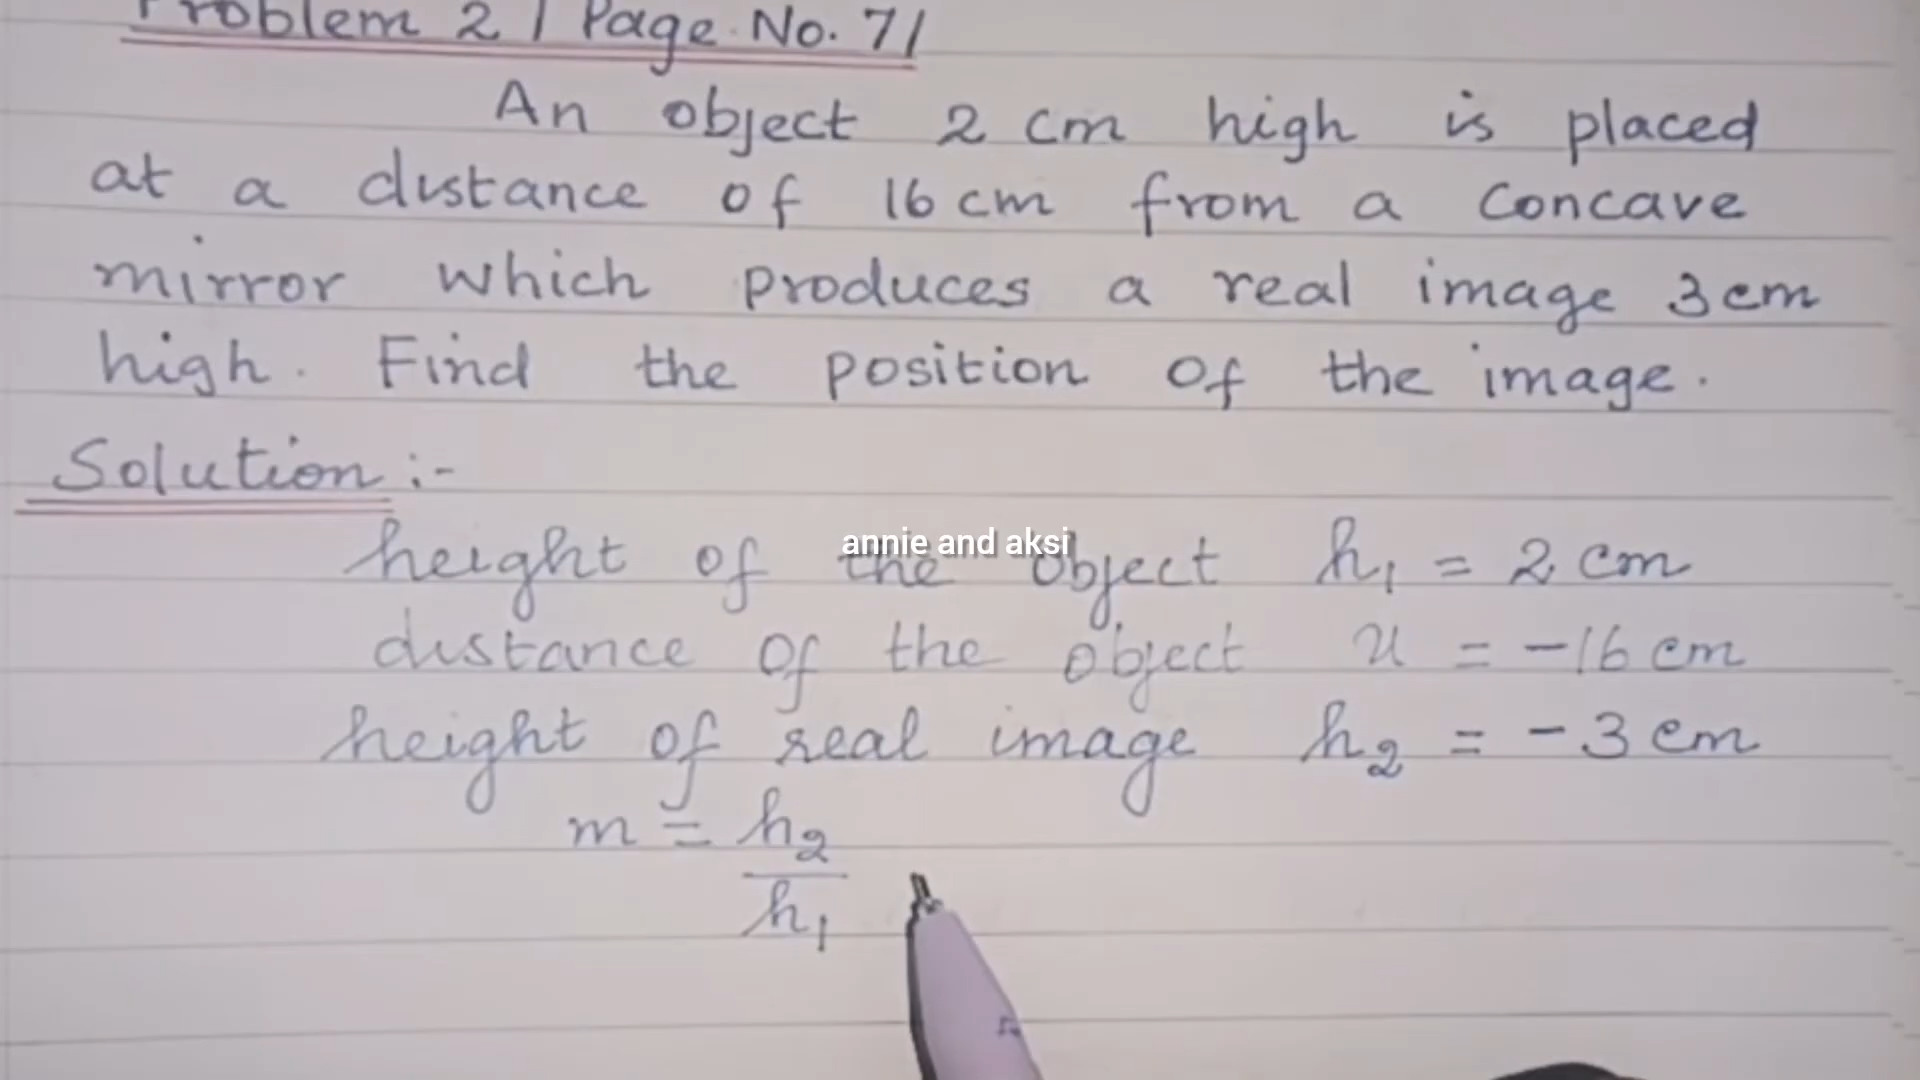 Problem 2 / Page No. 71
An object 2 cm high is placed
at a distance of 16 cm from a concave
mirror which produces a real image 3 cm
high. Find the position of the image.
Solution :-
annie and aksi
height of the object h1 = 2 cm
distance of the object u = -16 cm
height of real image h2 = -3 cm
m = h2
h1